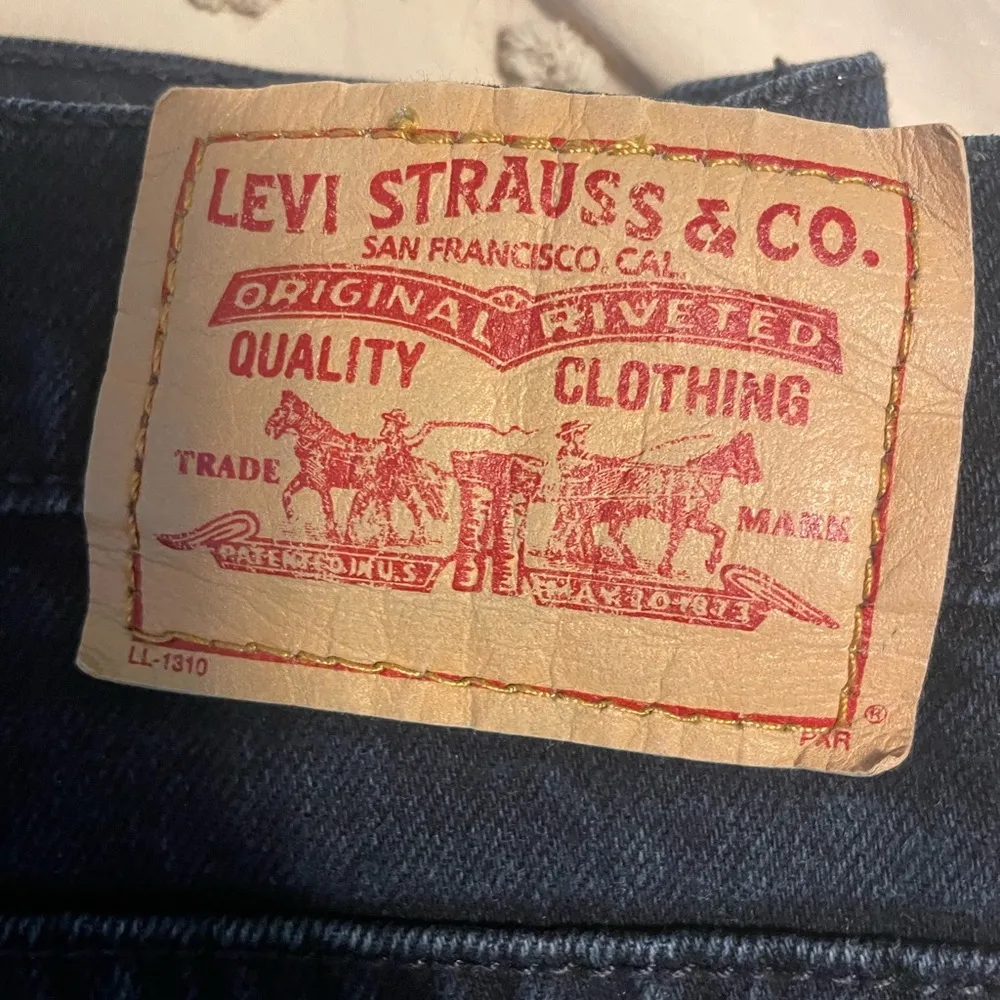 LEVI STRAUSS & CO.
SAN FRANCISCO, CAL.
ORIGINAL RIVETED
QUALITY CLOTHING
TRADE MARK
PATENTED IN U.S. MAY 20 1873
LL-1310
®
PXR